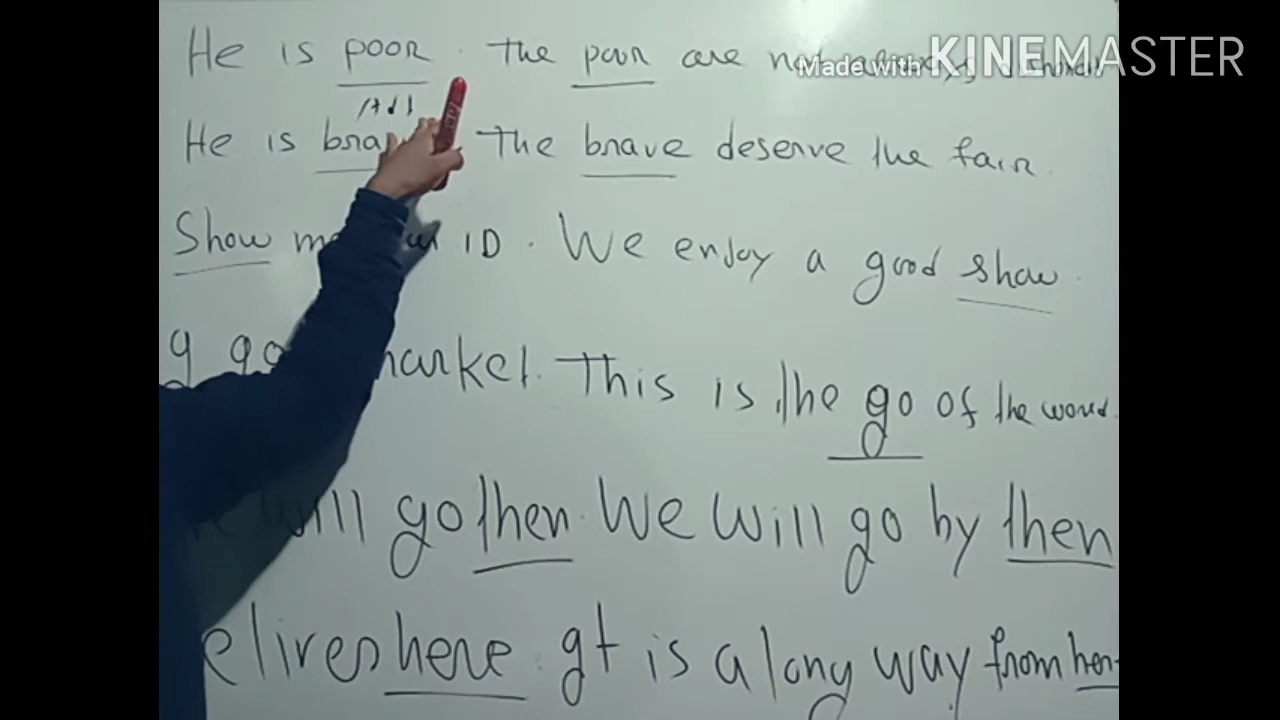 He is poor. The poor are not
Made with KINEMASTER
Adj
He is The brave deserve the fair.
Show ID. We enjoy a good show.
I market. This is the go of the world.
will go then. We will go by then
lives here. It is a long way from